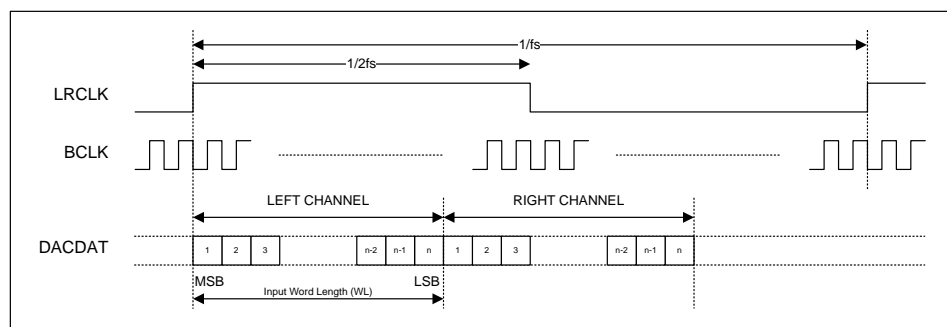 1/fs
1/2fs
LRCLK
BCLK
LEFT CHANNEL RIGHT CHANNEL
DACDAT 1 2 3 n-2 n-1 n 1 2 3 n-2 n-1 n
MSB LSB
Input Word Length (WL)